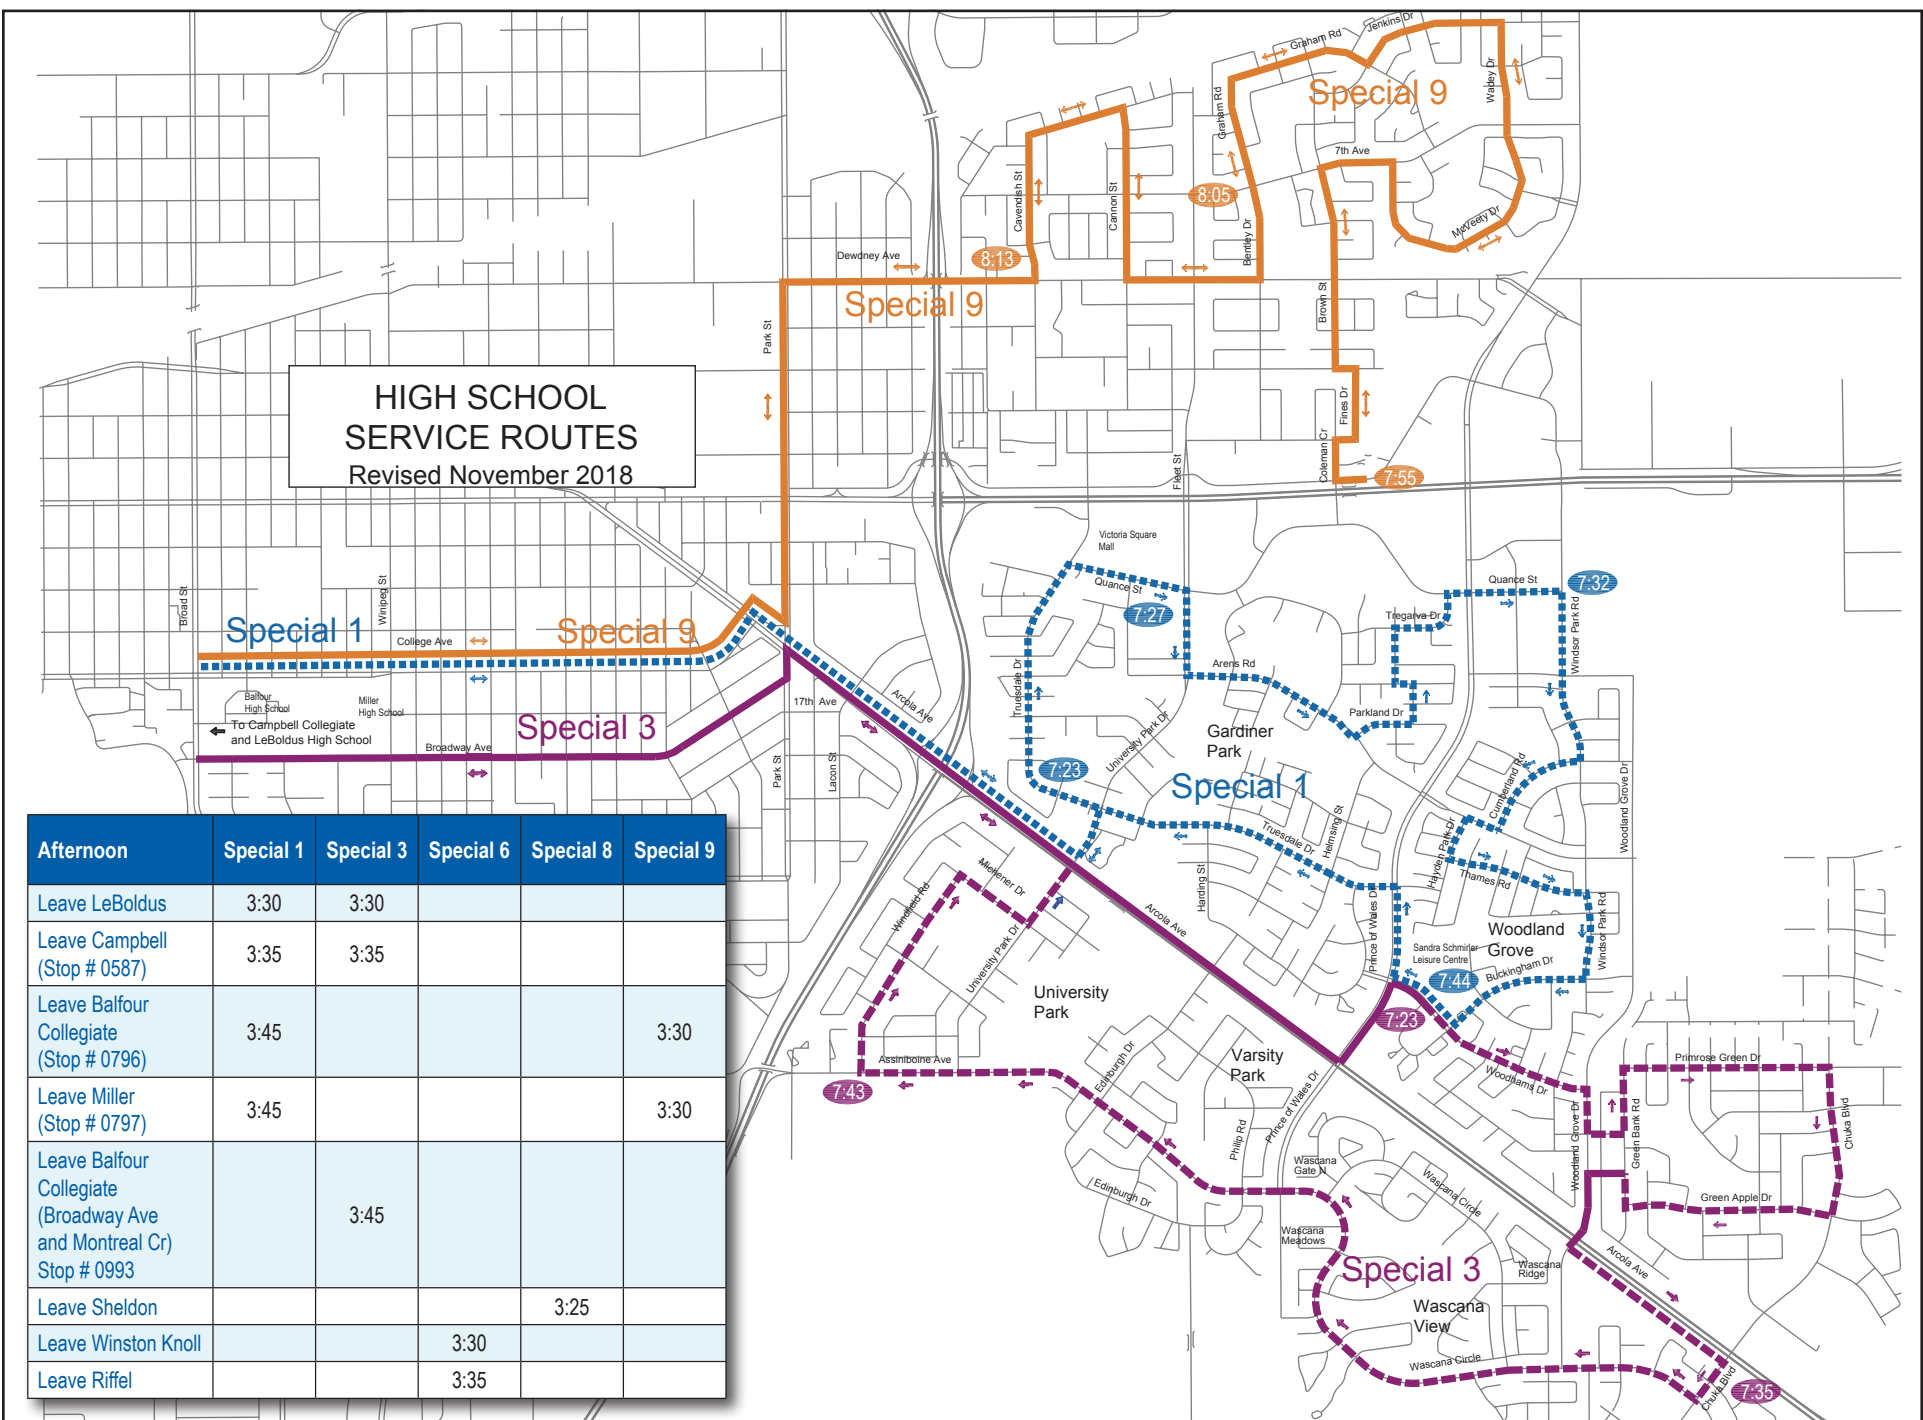 HIGH SCHOOL
SERVICE ROUTES
Revised November 2018
Graham Rd
Jenkins Dr
Special 9
Wadey Dr
Graham Rd
7th Ave
Cavendish St
Cannon St
8:05
McVeety Dr
Bentley Dr
Dewdney Ave
8:13
Special 9
Brown St
Park St
Fines Dr
Coleman Cr
Fleet St
7:55
Victoria Square
Mall
Quance St
7:27
Quance St
7:32
Tregarva Dr
Windsor Park Rd
Broad St
Winnipeg St
Special 1
College Ave
Special 9
Truesdale Dr
Arens Rd
Parkland Dr
Balfour
High School
Miller
High School
To Campbell Collegiate
and LeBoldus High School
Special 3
Broadway Ave
17th Ave
Arcola Ave
Park St
Lacon St
University Park Dr
Gardiner
Park
7:23
Special 1
Cumberland Rd
Woodland Grove Dr
Truesdale Dr
Helmsing St
Hayden Park Dr
Thames Rd
Michener Dr
Windfield Rd
Harding St
Arcola Ave
Prince of Wales Dr
University Park Dr
Woodland
Grove
Windsor Park Rd
Sandra Schmirler
Leisure Centre
Buckingham Dr
7:44
University
Park
7:23
Assiniboine Ave
7:43
Edinburgh Dr
Varsity
Park
Prince of Wales Dr
Woodhams Dr
Primrose Green Dr
Woodland Grove Dr
Green Bank Rd
Chuka Blvd
Philip Rd
Wascana
Gate N
Edinburgh Dr
Wascana Circle
Green Apple Dr
Wascana
Meadows
Special 3
Wascana
Ridge
Arcola Ave
Wascana
View
Wascana Circle
Chuka Blvd
7:35
Afternoon Special 1 Special 3 Special 6 Special 8 Special 9
Leave LeBoldus 3:30 3:30
Leave Campbell
(Stop # 0587) 3:35 3:35
Leave Balfour
Collegiate
(Stop # 0796) 3:45 3:30
Leave Miller
(Stop # 0797) 3:45 3:30
Leave Balfour
Collegiate
(Broadway Ave
and Montreal Cr)
Stop # 0993 3:45
Leave Sheldon 3:25
Leave Winston Knoll 3:30
Leave Riffel 3:35